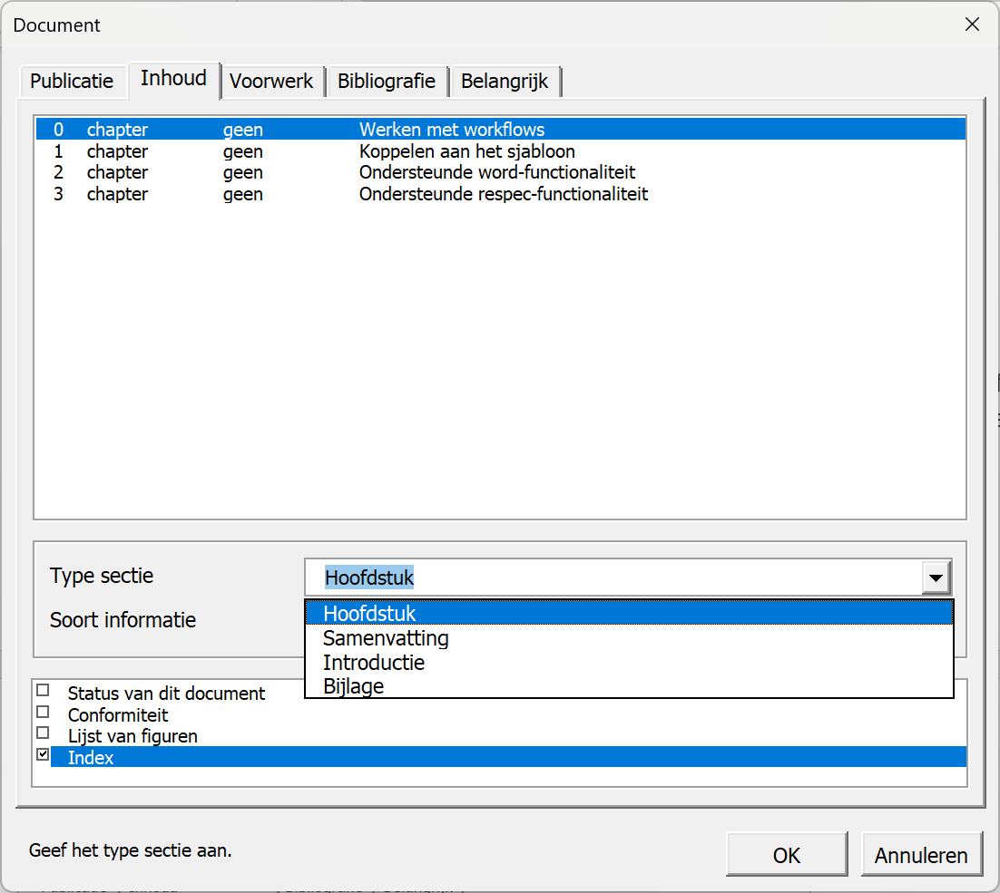 Document
Publicatie Inhoud Voorwerk Bibliografie Belangrijk
0 chapter geen Werken met workflows
1 chapter geen Koppelen aan het sjabloon
2 chapter geen Ondersteunde word-functionaliteit
3 chapter geen Ondersteunde respec-functionaliteit
Type sectie Hoofdstuk
Soort informatie
Hoofdstuk
Samenvatting
Introductie
Bijlage
Status van dit document
Conformiteit
Lijst van figuren
Index
Geef het type sectie aan.
OK Annuleren